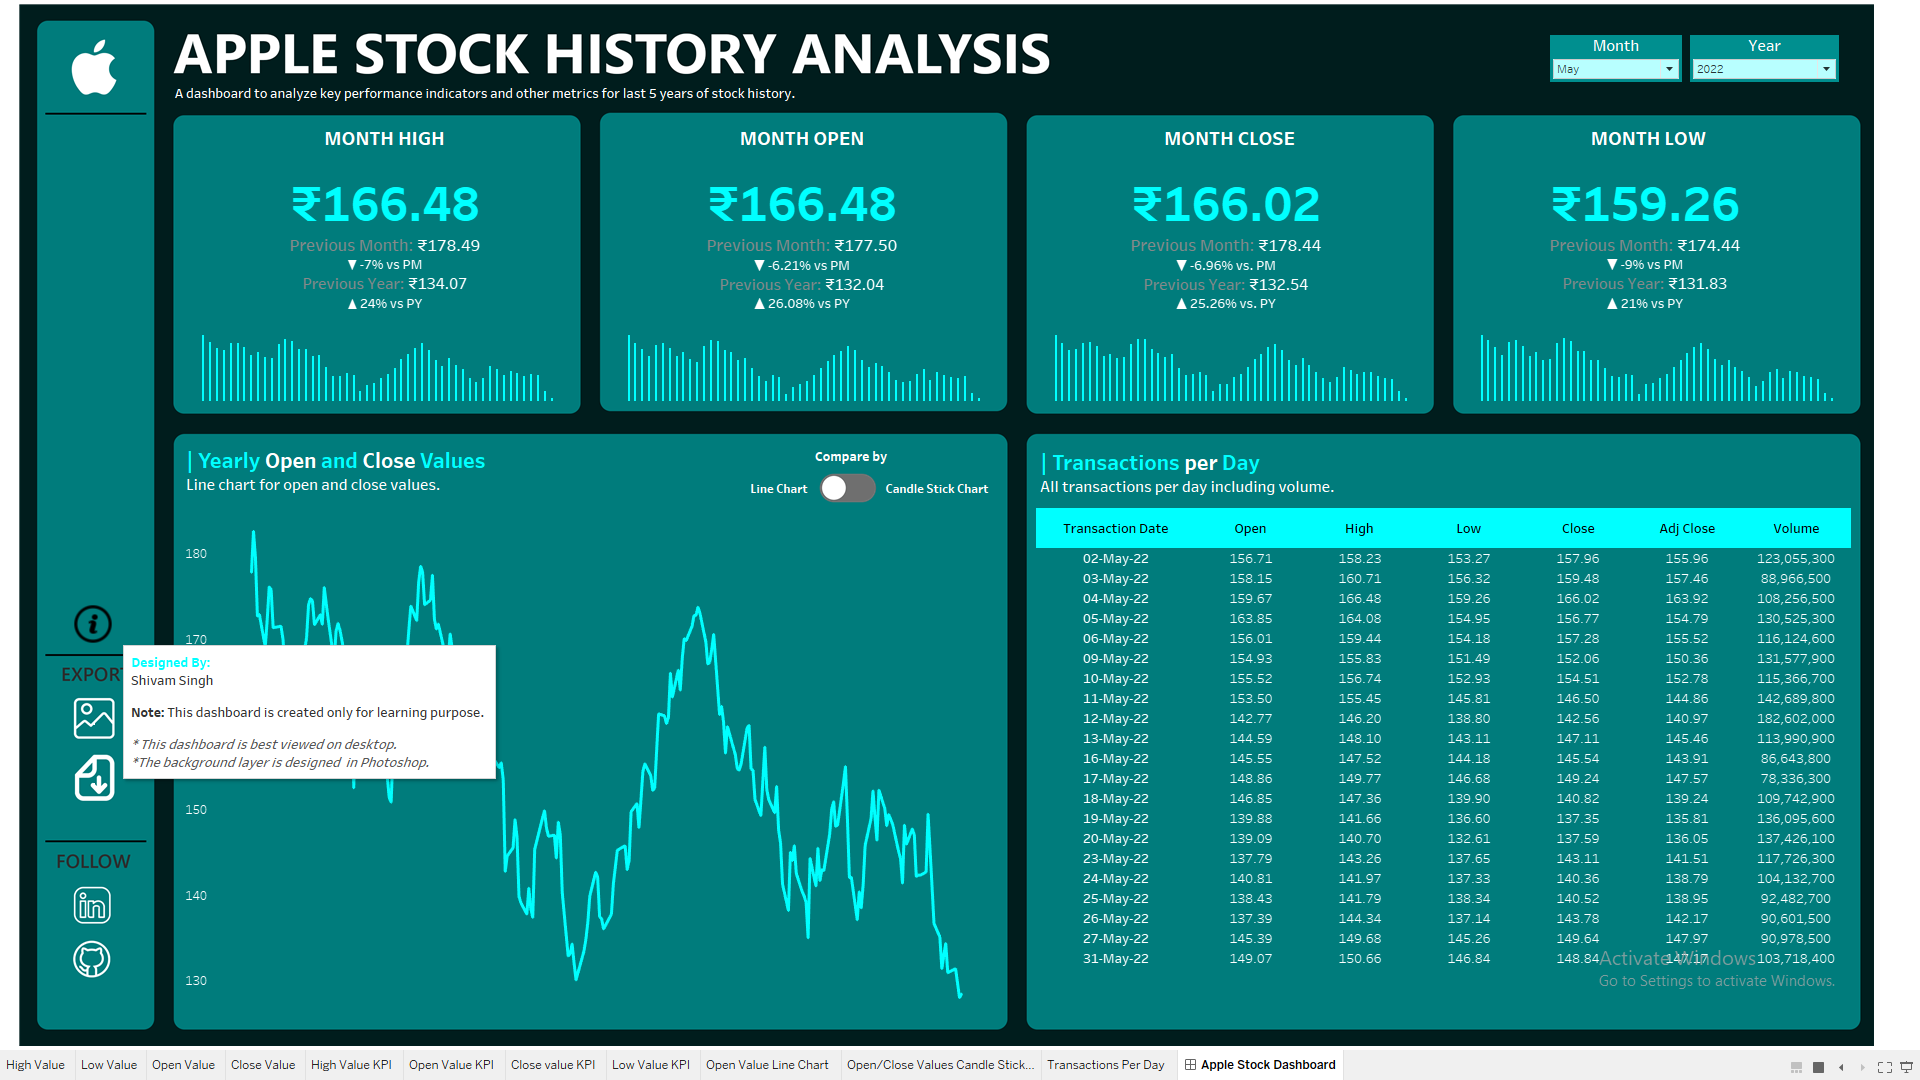 APPLE STOCK HISTORY ANALYSIS
A dashboard to analyze key performance indicators and other metrics for last 5 years of stock history.
Month
May
Year
2022
MONTH HIGH
₹166.48
Previous Month: ₹178.49
▼-7% vs PM
Previous Year: ₹134.07
▲24% vs PY
MONTH OPEN
₹166.48
Previous Month: ₹177.50
▼-6.21% vs PM
Previous Year: ₹132.04
▲26.08% vs PY
MONTH CLOSE
₹166.02
Previous Month: ₹178.44
▼-6.96% vs. PM
Previous Year: ₹132.54
▲25.26% vs. PY
MONTH LOW
₹159.26
Previous Month: ₹174.44
▼-9% vs PM
Previous Year: ₹131.83
▲21% vs PY
| Yearly Open and Close Values
Line chart for open and close values.
Compare by
Line Chart
Candle Stick Chart
180
170
150
140
130
EXPORT
Designed By:
Shivam Singh
Note: This dashboard is created only for learning purpose.
* This dashboard is best viewed on desktop.
*The background layer is designed in Photoshop.
FOLLOW
in
| Transactions per Day
All transactions per day including volume.
Transaction Date Open High Low Close Adj Close Volume
02-May-22 156.71 158.23 153.27 157.96 155.96 123,055,300
03-May-22 158.15 160.71 156.32 159.48 157.46 88,966,500
04-May-22 159.67 166.48 159.26 166.02 163.92 108,256,500
05-May-22 163.85 164.08 154.95 156.77 154.79 130,525,300
06-May-22 156.01 159.44 154.18 157.28 155.52 116,124,600
09-May-22 154.93 155.83 151.49 152.06 150.36 131,577,900
10-May-22 155.52 156.74 152.93 154.51 152.78 115,366,700
11-May-22 153.50 155.45 145.81 146.50 144.86 142,689,800
12-May-22 142.77 146.20 138.80 142.56 140.97 182,602,000
13-May-22 144.59 148.10 143.11 147.11 145.46 113,990,900
16-May-22 145.55 147.52 144.18 145.54 143.91 86,643,800
17-May-22 148.86 149.77 146.68 149.24 147.57 78,336,300
18-May-22 146.85 147.36 139.90 140.82 139.24 109,742,900
19-May-22 139.88 141.66 136.60 137.35 135.81 136,095,600
20-May-22 139.09 140.70 132.61 137.59 136.05 137,426,100
23-May-22 137.79 143.26 137.65 143.11 141.51 117,726,300
24-May-22 140.81 141.97 137.33 140.36 138.79 104,132,700
25-May-22 138.43 141.79 138.34 140.52 138.95 92,482,700
26-May-22 137.39 144.34 137.14 143.78 142.17 90,601,500
27-May-22 145.39 149.68 145.26 149.64 147.97 90,978,500
31-May-22 149.07 150.66 146.84 148.84 147.17 103,718,400
Activate Windows
Go to Settings to activate Windows.
High Value Low Value Open Value Close Value High Value KPI Open Value KPI Close value KPI Low Value KPI Open Value Line Chart Open/Close Values Candle Stick... Transactions Per Day Apple Stock Dashboard